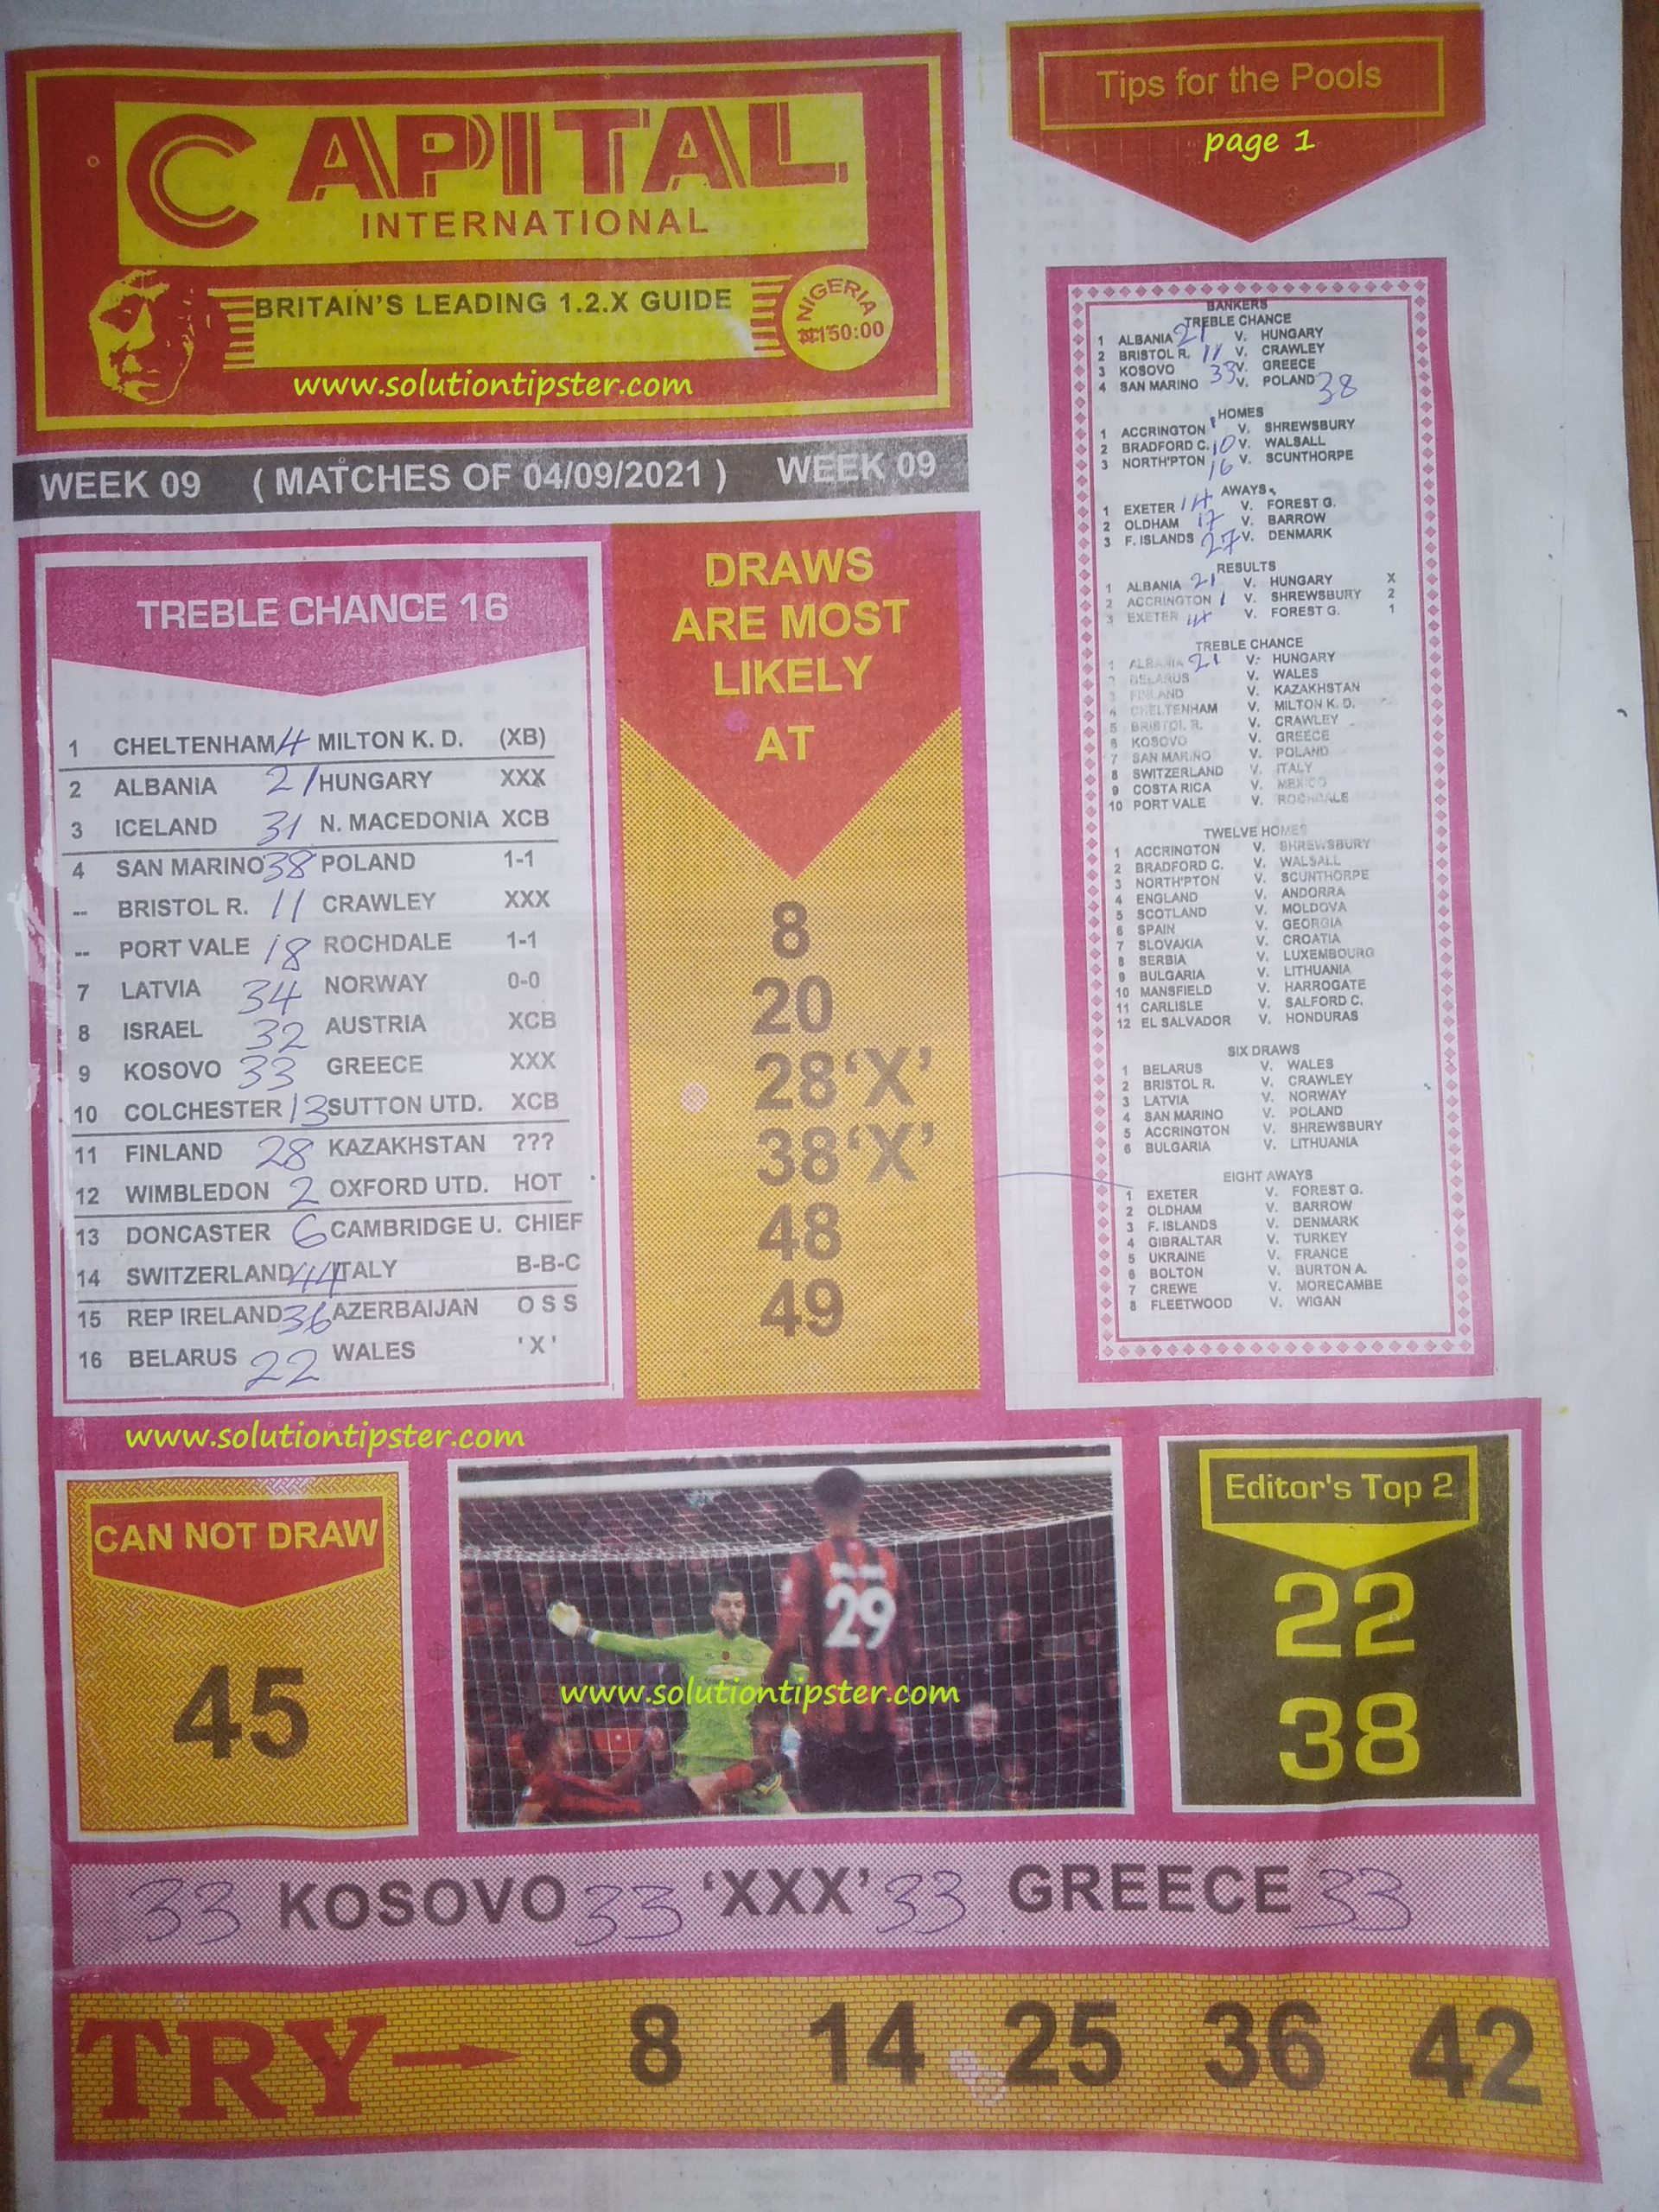 CAPITAL
INTERNATIONAL
BRITAIN'S LEADING 1.2.X GUIDE
NIGERIA
₦150:00
www.solutiontipster.com
WEEK 09 ( MATCHES OF 04/09/2021 ) WEEK 09
TREBLE CHANCE 16
1 CHELTENHAM 4 MILTON K. D. (XB)
2 ALBANIA 21 HUNGARY XXX
3 ICELAND 31 N. MACEDONIA XCB
4 SAN MARINO 38 POLAND 1-1
-- BRISTOL R. 11 CRAWLEY XXX
-- PORT VALE 18 ROCHDALE 1-1
7 LATVIA 34 NORWAY 0-0
8 ISRAEL 32 AUSTRIA XCB
9 KOSOVO 33 GREECE XXX
10 COLCHESTER 13 SUTTON UTD. XCB
11 FINLAND 28 KAZAKHSTAN ???
12 WIMBLEDON 2 OXFORD UTD. HOT
13 DONCASTER 6 CAMBRIDGE U. CHIEF
14 SWITZERLAND 44 ITALY B-B-C
15 REP IRELAND 36 AZERBAIJAN O S S
16 BELARUS 22 WALES 'X'
DRAWS
ARE MOST
LIKELY
AT
8
20
28 'X'
38 'X'
48
49
Tips for the Pools
page 1
BANKERS
TREBLE CHANCE
1 ALBANIA 21 V. HUNGARY
2 BRISTOL R. 11 V. CRAWLEY
3 KOSOVO 33 V. GREECE
4 SAN MARINO V. POLAND 38
HOMES
1 ACCRINGTON 1 V. SHREWSBURY
2 BRADFORD C. 10 V. WALSALL
3 NORTH'PTON 16 V. SCUNTHORPE
AWAYS
1 EXETER 14 V. FOREST G.
2 OLDHAM 17 V. BARROW
3 F. ISLANDS 27 V. DENMARK
RESULTS
1 ALBANIA 21 V. HUNGARY X
2 ACCRINGTON 1 V. SHREWSBURY 2
3 EXETER 14 V. FOREST G. 1
TREBLE CHANCE
1 ALBANIA 21 V. HUNGARY
2 BELARUS V. WALES
3 FINLAND V. KAZAKHSTAN
4 CHELTENHAM V. MILTON K. D.
5 BRISTOL R. V. CRAWLEY
6 KOSOVO V. GREECE
7 SAN MARINO V. POLAND
8 SWITZERLAND V. ITALY
9 COSTA RICA V. MEXICO
10 PORT VALE V. ROCHDALE
TWELVE HOMES
1 ACCRINGTON V. SHREWSBURY
2 BRADFORD C. V. WALSALL
3 NORTH'PTON V. SCUNTHORPE
4 ENGLAND V. ANDORRA
5 SCOTLAND V. MOLDOVA
6 SPAIN V. GEORGIA
7 SLOVAKIA V. CROATIA
8 SERBIA V. LUXEMBOURG
9 BULGARIA V. LITHUANIA
10 MANSFIELD V. HARROGATE
11 CARLISLE V. SALFORD C.
12 EL SALVADOR V. HONDURAS
SIX DRAWS
1 BELARUS V. WALES
2 BRISTOL R. V. CRAWLEY
3 LATVIA V. NORWAY
4 SAN MARINO V. POLAND
5 ACCRINGTON V. SHREWSBURY
6 BULGARIA V. LITHUANIA
EIGHT AWAYS
1 EXETER V. FOREST G.
2 OLDHAM V. BARROW
3 F. ISLANDS V. DENMARK
4 GIBRALTAR V. TURKEY
5 UKRAINE V. FRANCE
6 BOLTON V. BURTON A.
7 CREWE V. MORECAMBE
8 FLEETWOOD V. WIGAN
www.solutiontipster.com
CAN NOT DRAW
45
29
www.solutiontipster.com
Editor's Top 2
22
38
33 KOSOVO 33 'XXX' 33 GREECE 33
TRY 8 14 25 36 42